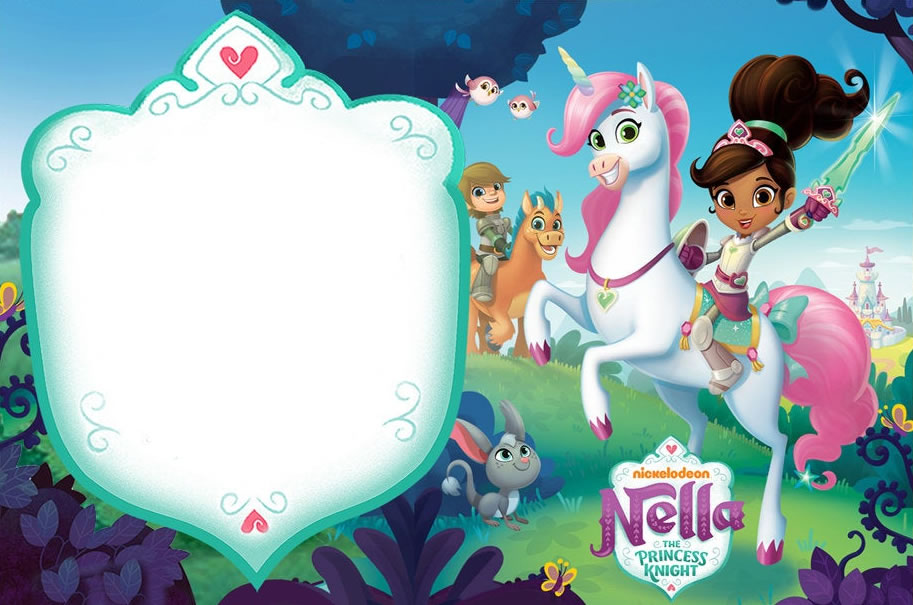 nickelodeon
Nella
THE
PRINCESS
KNIGHT